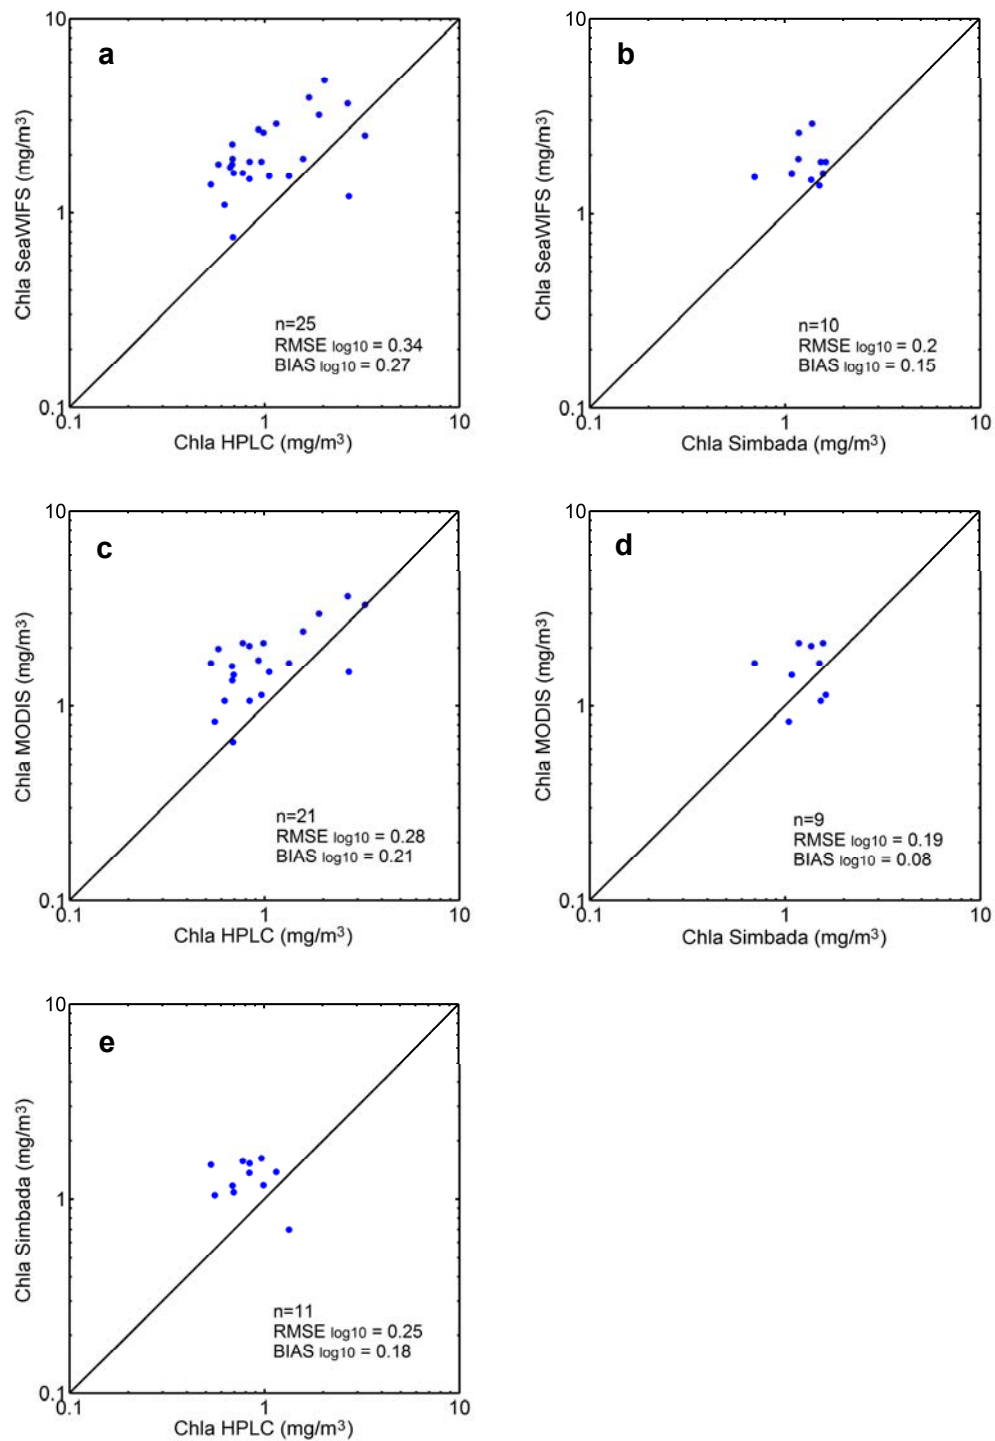 a
10
1
0.1
Chla SeaWIFS (mg/m³)
n=25
RMSE log10 = 0.34
BIAS log10 = 0.27
0.1 1 10
Chla HPLC (mg/m³)
b
10
1
0.1
Chla SeaWIFS (mg/m³)
n=10
RMSE log10 = 0.2
BIAS log10 = 0.15
0.1 1 10
Chla Simbada (mg/m³)
c
10
1
0.1
Chla MODIS (mg/m³)
n=21
RMSE log10 = 0.28
BIAS log10 = 0.21
0.1 1 10
Chla HPLC (mg/m³)
d
10
1
0.1
Chla MODIS (mg/m³)
n=9
RMSE log10 = 0.19
BIAS log10 = 0.08
0.1 1 10
Chla Simbada (mg/m³)
e
10
1
0.1
Chla Simbada (mg/m³)
n=11
RMSE log10 = 0.25
BIAS log10 = 0.18
0.1 1 10
Chla HPLC (mg/m³)